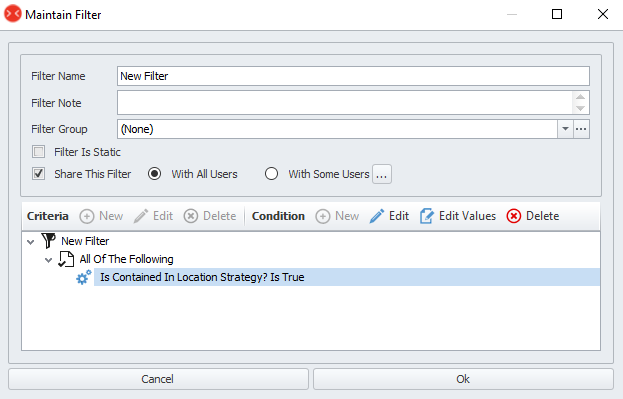 Maintain Filter
Filter Name New Filter
Filter Note
Filter Group (None)
Filter Is Static
Share This Filter With All Users With Some Users ...
Criteria New Edit Delete Condition New Edit Edit Values Delete
New Filter
All Of The Following
Is Contained In Location Strategy? Is True
Cancel Ok